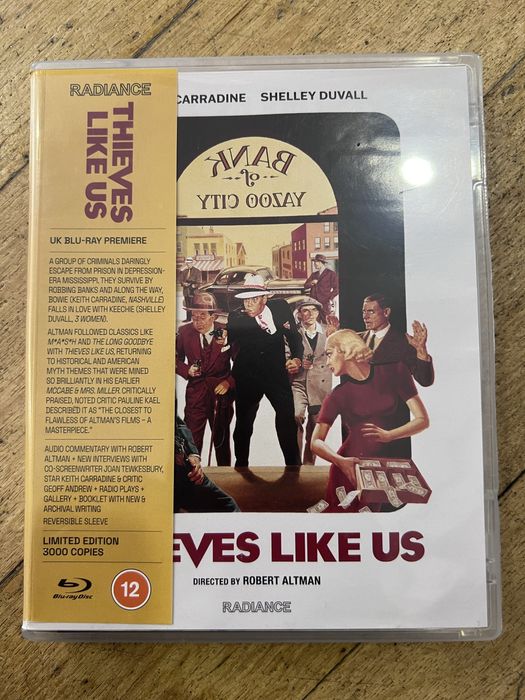 RADIANCE
THIEVES
LIKE US
UK BLU-RAY PREMIERE
A GROUP OF CRIMINALS DARINGLY
ESCAPE FROM PRISON IN DEPRESSION-
ERA MISSISSIPPI. THEY SURVIVE BY
ROBBING BANKS AND ALONG THE WAY,
BOWIE (KEITH CARRADINE, NASHVILLE)
FALLS IN LOVE WITH KEECHIE (SHELLEY
DUVALL, 3 WOMEN).
ALTMAN FOLLOWED CLASSICS LIKE
M*A*S*H AND THE LONG GOODBYE
WITH THIEVES LIKE US, RETURNING
TO HISTORICAL AND AMERICAN
MYTH THEMES THAT WERE MINED
SO BRILLIANTLY IN HIS EARLIER
MCCABE & MRS. MILLER. CRITICALLY
PRAISED, NOTED CRITIC PAULINE KAEL
DESCRIBED IT AS "THE CLOSEST TO
FLAWLESS OF ALTMAN'S FILMS – A
MASTERPIECE."
AUDIO COMMENTARY WITH ROBERT
ALTMAN + NEW INTERVIEWS WITH
CO-SCREENWRITER JOAN TEWKESBURY,
STAR KEITH CARRADINE & CRITIC
GEOFF ANDREW + RADIO PLAYS +
GALLERY + BOOKLET WITH NEW &
ARCHIVAL WRITING
REVERSIBLE SLEEVE
LIMITED EDITION
3000 COPIES
Blu-ray Disc
12
CARRADINE SHELLEY DUVALL
BANK
of
YAZOO CITY
EVES LIKE US
DIRECTED BY ROBERT ALTMAN
RADIANCE